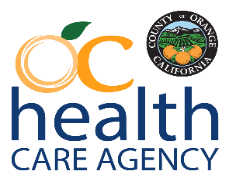 OC
COUNTY OF ORANGE
CALIFORNIA
health
CARE AGENCY